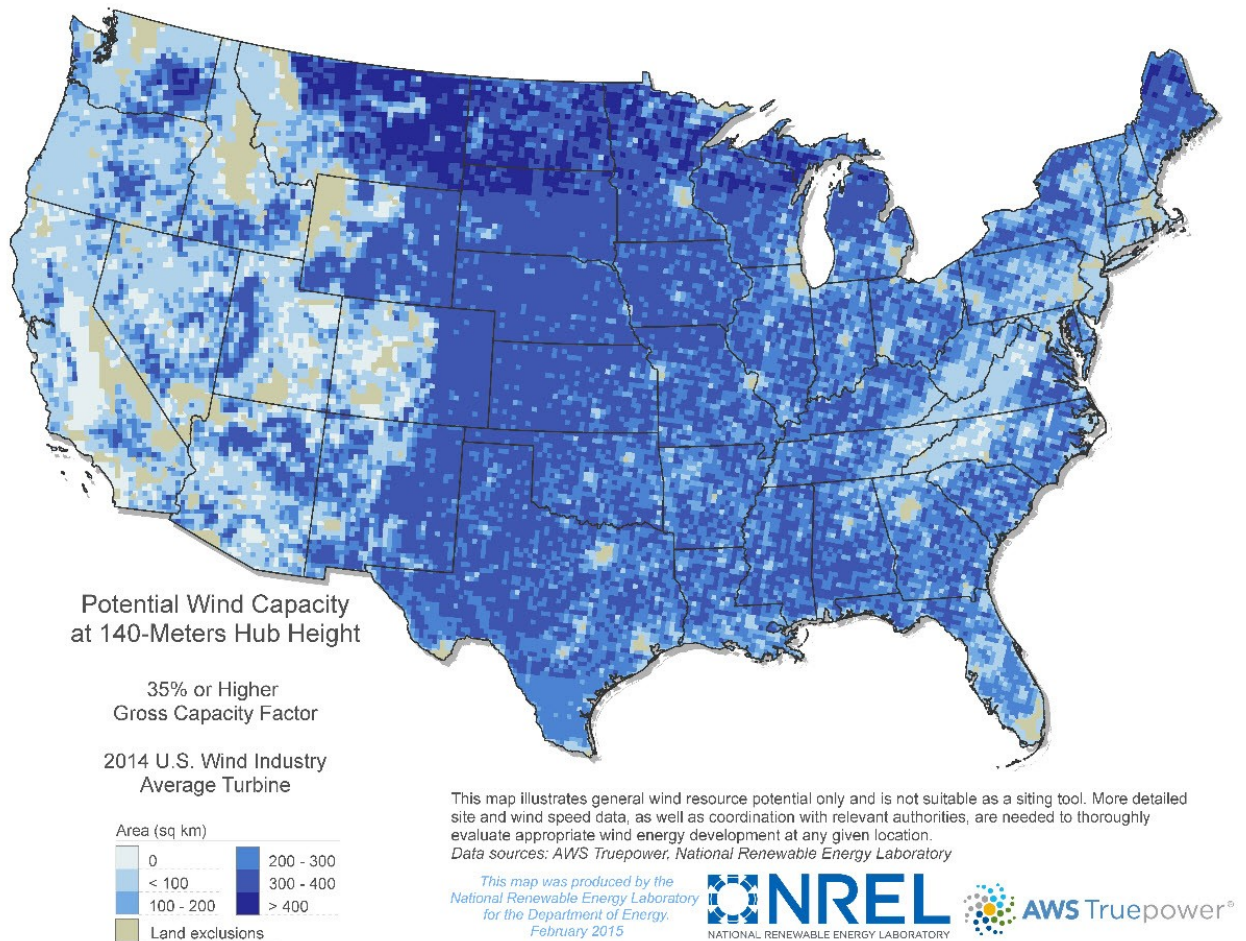 Potential Wind Capacity
at 140-Meters Hub Height
35% or Higher
Gross Capacity Factor
2014 U.S. Wind Industry
Average Turbine
Area (sq km)
0
< 100
100 - 200
200 - 300
300 - 400
> 400
Land exclusions
This map illustrates general wind resource potential only and is not suitable as a siting tool. More detailed
site and wind speed data, as well as coordination with relevant authorities, are needed to thoroughly
evaluate appropriate wind energy development at any given location.
Data sources: AWS Truepower, National Renewable Energy Laboratory
This map was produced by the
National Renewable Energy Laboratory
for the Department of Energy.
February 2015
NREL
NATIONAL RENEWABLE ENERGY LABORATORY
AWS Truepower®